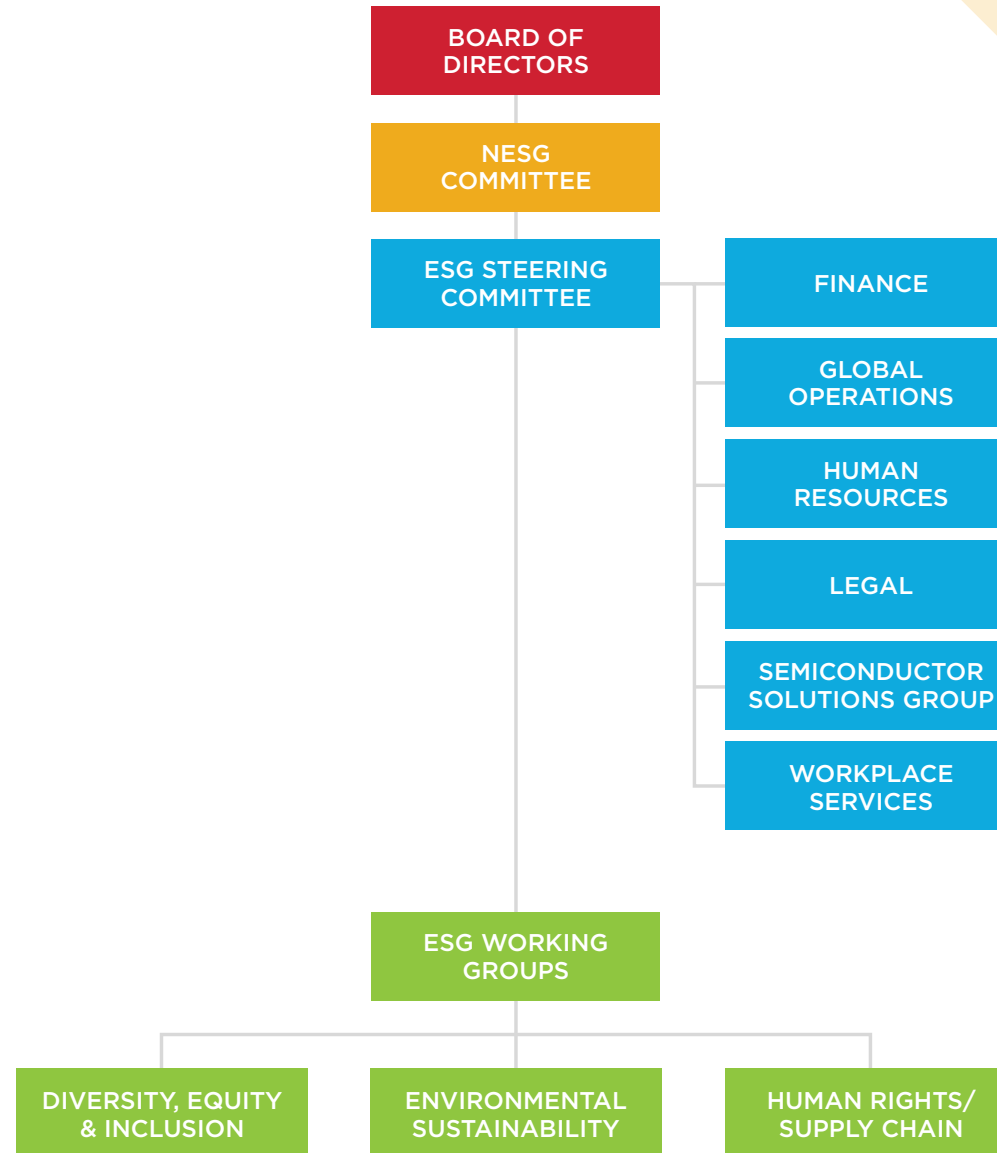 BOARD OF
DIRECTORS
NESG
COMMITTEE
ESG STEERING
COMMITTEE
FINANCE
GLOBAL
OPERATIONS
HUMAN
RESOURCES
LEGAL
SEMICONDUCTOR
SOLUTIONS GROUP
WORKPLACE
SERVICES
ESG WORKING
GROUPS
DIVERSITY, EQUITY
& INCLUSION
ENVIRONMENTAL
SUSTAINABILITY
HUMAN RIGHTS/
SUPPLY CHAIN